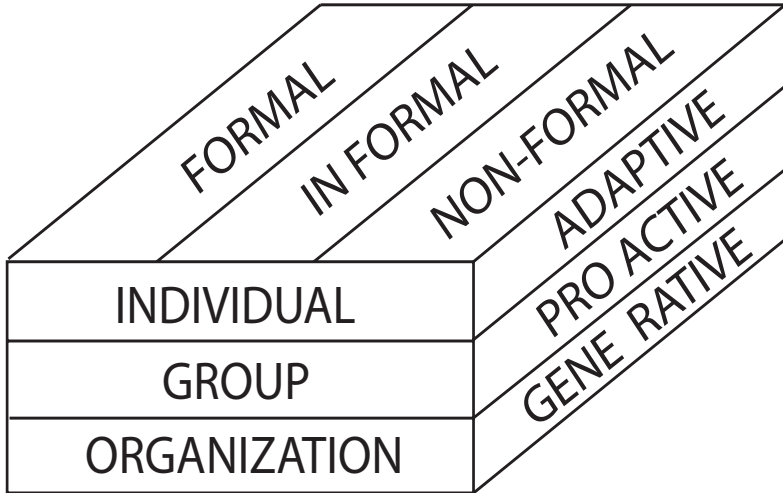 FORMAL
IN FORMAL
NON-FORMAL
ADAPTIVE
PRO ACTIVE
GENE RATIVE
INDIVIDUAL
GROUP
ORGANIZATION